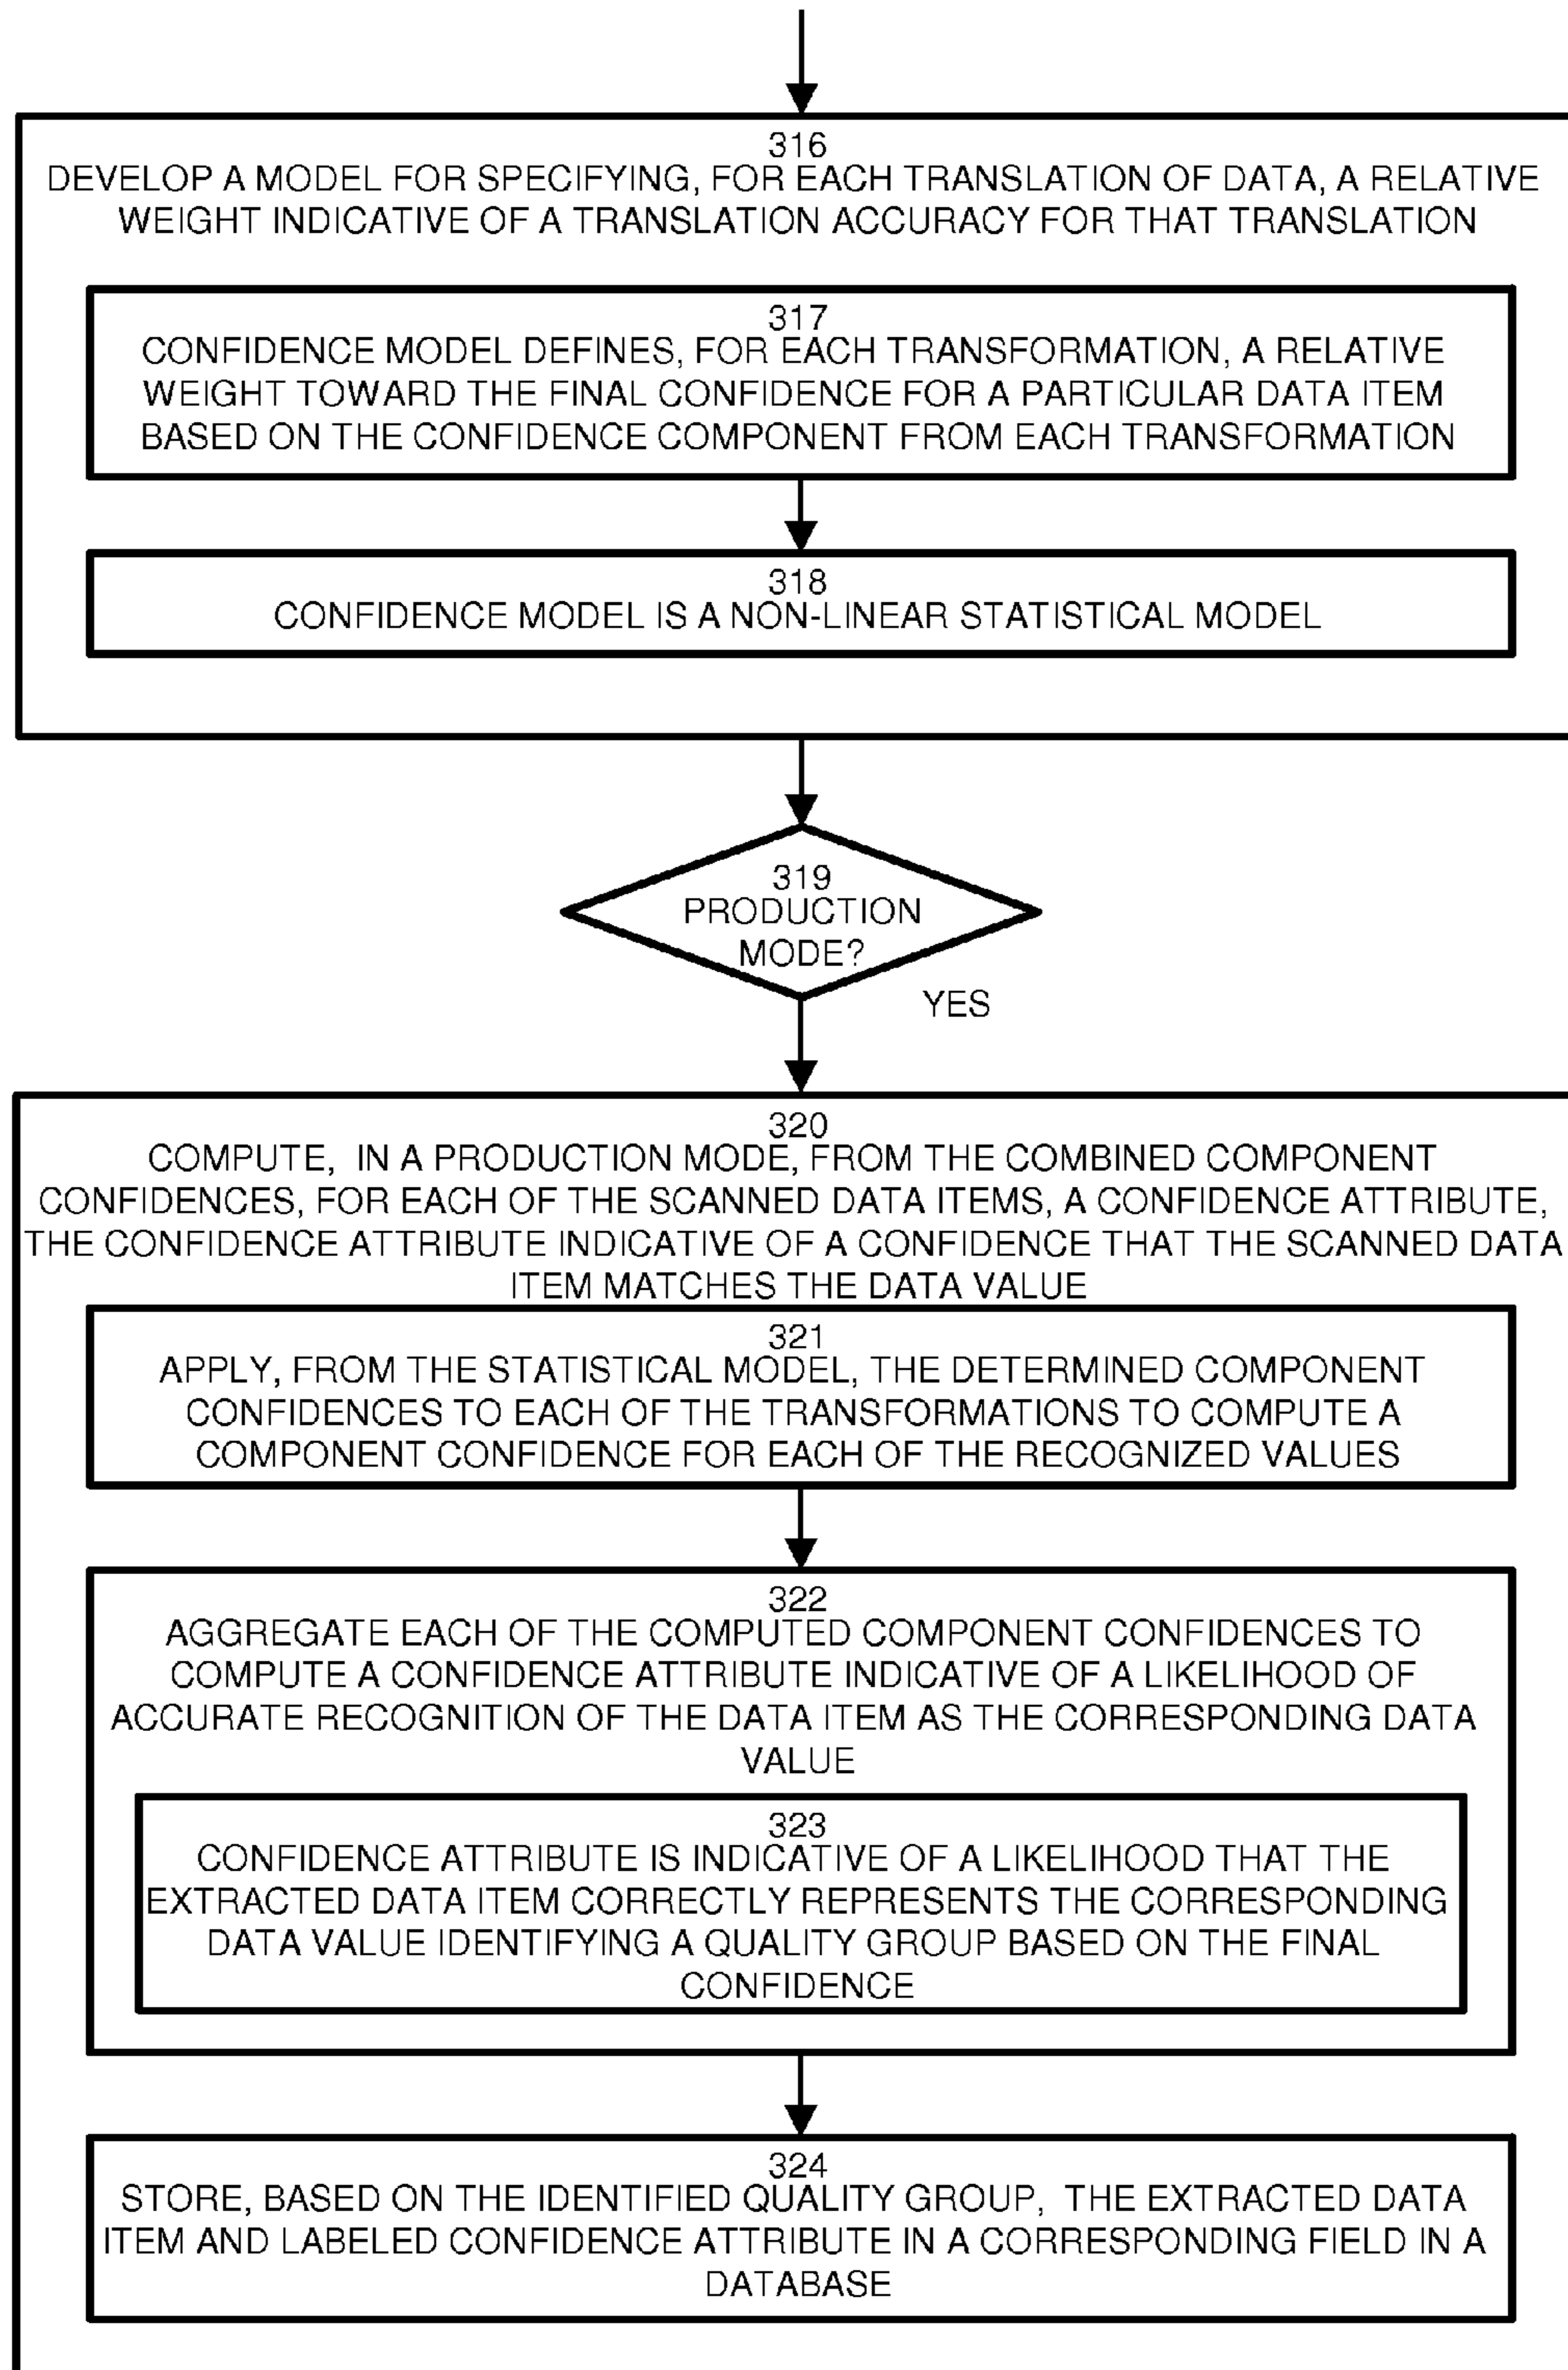 316
DEVELOP A MODEL FOR SPECIFYING, FOR EACH TRANSLATION OF DATA, A RELATIVE
WEIGHT INDICATIVE OF A TRANSLATION ACCURACY FOR THAT TRANSLATION
317
CONFIDENCE MODEL DEFINES, FOR EACH TRANSFORMATION, A RELATIVE
WEIGHT TOWARD THE FINAL CONFIDENCE FOR A PARTICULAR DATA ITEM
BASED ON THE CONFIDENCE COMPONENT FROM EACH TRANSFORMATION
318
CONFIDENCE MODEL IS A NON-LINEAR STATISTICAL MODEL
319
PRODUCTION
MODE?
YES
320
COMPUTE, IN A PRODUCTION MODE, FROM THE COMBINED COMPONENT
CONFIDENCES, FOR EACH OF THE SCANNED DATA ITEMS, A CONFIDENCE ATTRIBUTE,
THE CONFIDENCE ATTRIBUTE INDICATIVE OF A CONFIDENCE THAT THE SCANNED DATA
ITEM MATCHES THE DATA VALUE
321
APPLY, FROM THE STATISTICAL MODEL, THE DETERMINED COMPONENT
CONFIDENCES TO EACH OF THE TRANSFORMATIONS TO COMPUTE A
COMPONENT CONFIDENCE FOR EACH OF THE RECOGNIZED VALUES
322
AGGREGATE EACH OF THE COMPUTED COMPONENT CONFIDENCES TO
COMPUTE A CONFIDENCE ATTRIBUTE INDICATIVE OF A LIKELIHOOD OF
ACCURATE RECOGNITION OF THE DATA ITEM AS THE CORRESPONDING DATA
VALUE
323
CONFIDENCE ATTRIBUTE IS INDICATIVE OF A LIKELIHOOD THAT THE
EXTRACTED DATA ITEM CORRECTLY REPRESENTS THE CORRESPONDING
DATA VALUE IDENTIFYING A QUALITY GROUP BASED ON THE FINAL
CONFIDENCE
324
STORE, BASED ON THE IDENTIFIED QUALITY GROUP, THE EXTRACTED DATA
ITEM AND LABELED CONFIDENCE ATTRIBUTE IN A CORRESPONDING FIELD IN A
DATABASE